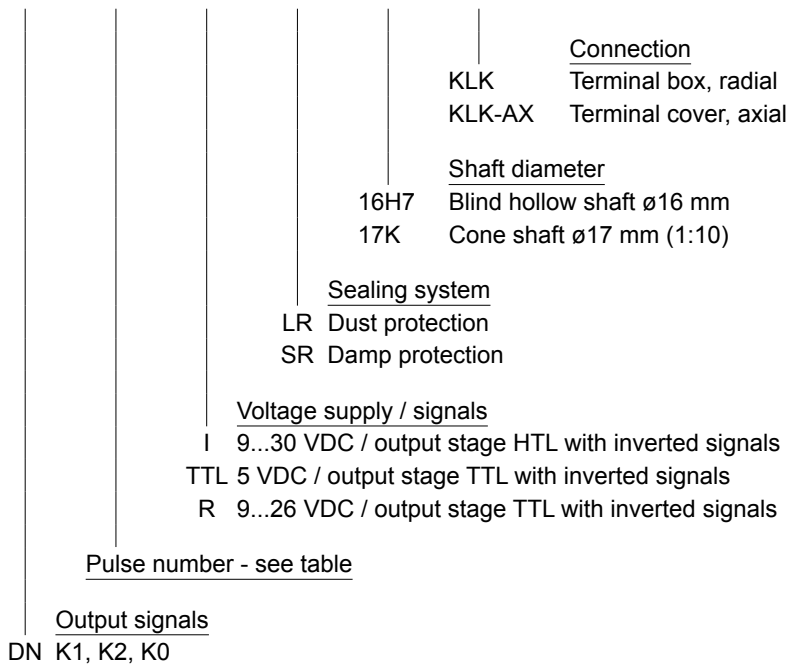 Connection
KLK Terminal box, radial
KLK-AX Terminal cover, axial
Shaft diameter
16H7 Blind hollow shaft ø16 mm
17K Cone shaft ø17 mm (1:10)
Sealing system
LR Dust protection
SR Damp protection
Voltage supply / signals
I 9...30 VDC / output stage HTL with inverted signals
TTL 5 VDC / output stage TTL with inverted signals
R 9...26 VDC / output stage TTL with inverted signals
Pulse number - see table
Output signals
DN K1, K2, K0